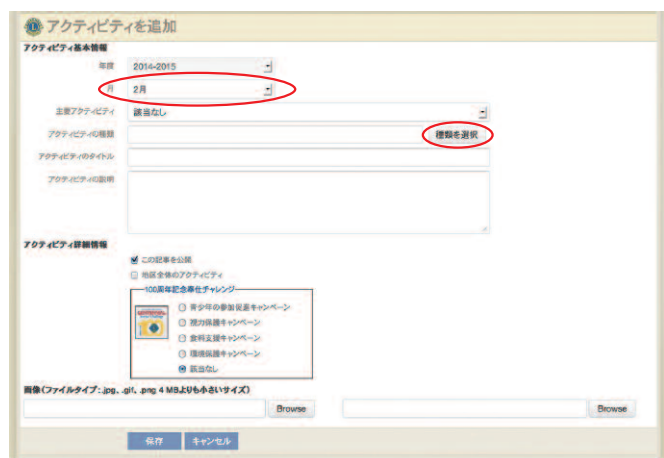 アクティビティを追加
アクティビティ基本情報
年度 2014-2015
月 2月
主要アクティビティ 該当なし
アクティビティの種類 種類を選択
アクティビティのタイトル
アクティビティの説明
アクティビティ詳細情報
この記事を公開
地区全体のアクティビティ
100周年記念奉仕チャレンジ
青少年の参加促進キャンペーン
視力保護キャンペーン
食料支援キャンペーン
環境保護キャンペーン
該当なし
画像(ファイルタイプ:.jpg、.gif、.png 4 MBよりも小さいサイズ)
Browse Browse
保存 キャンセル